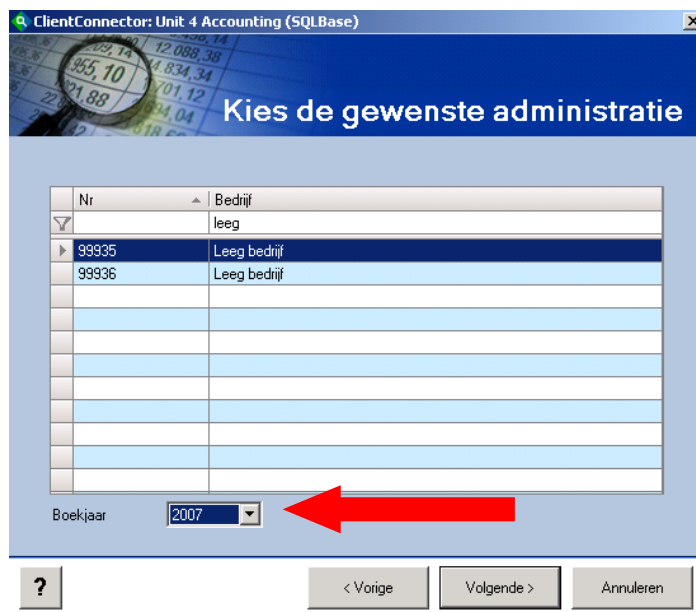 ClientConnector: Unit 4 Accounting (SQLBase)
Kies de gewenste administratie
Nr Bedrijf
leeg
99935 Leeg bedrijf
99936 Leeg bedrijf
Boekjaar 2007
? < Vorige Volgende > Annuleren